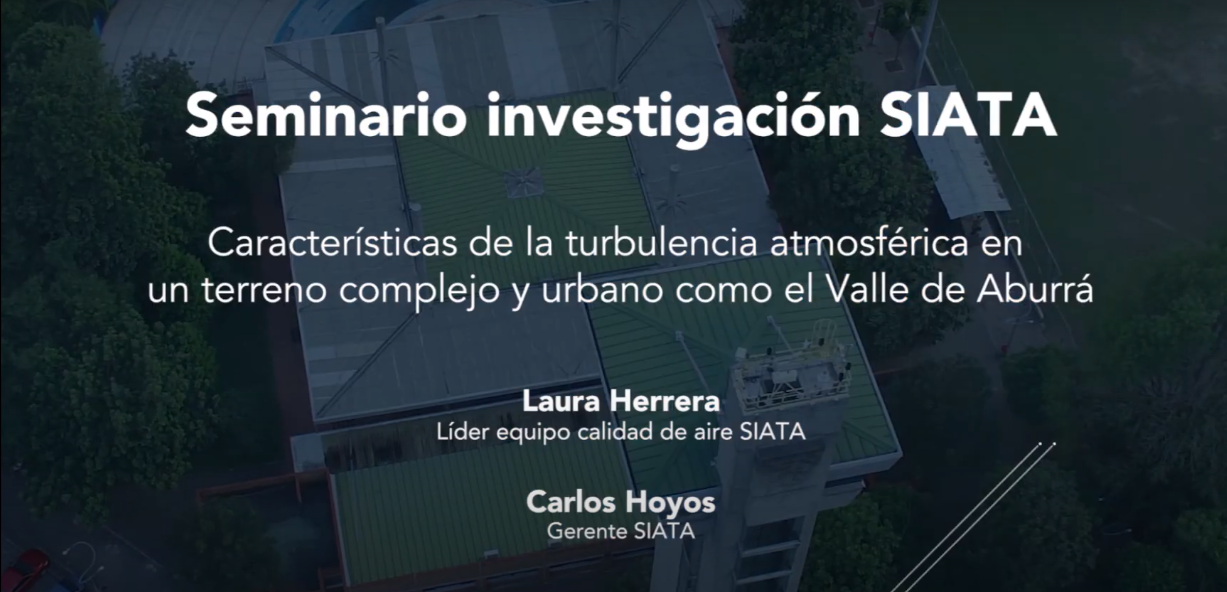 Seminario investigación SIATA
Características de la turbulencia atmosférica en
un terreno complejo y urbano como el Valle de Aburrá
Laura Herrera
Líder equipo calidad de aire SIATA
Carlos Hoyos
Gerente SIATA